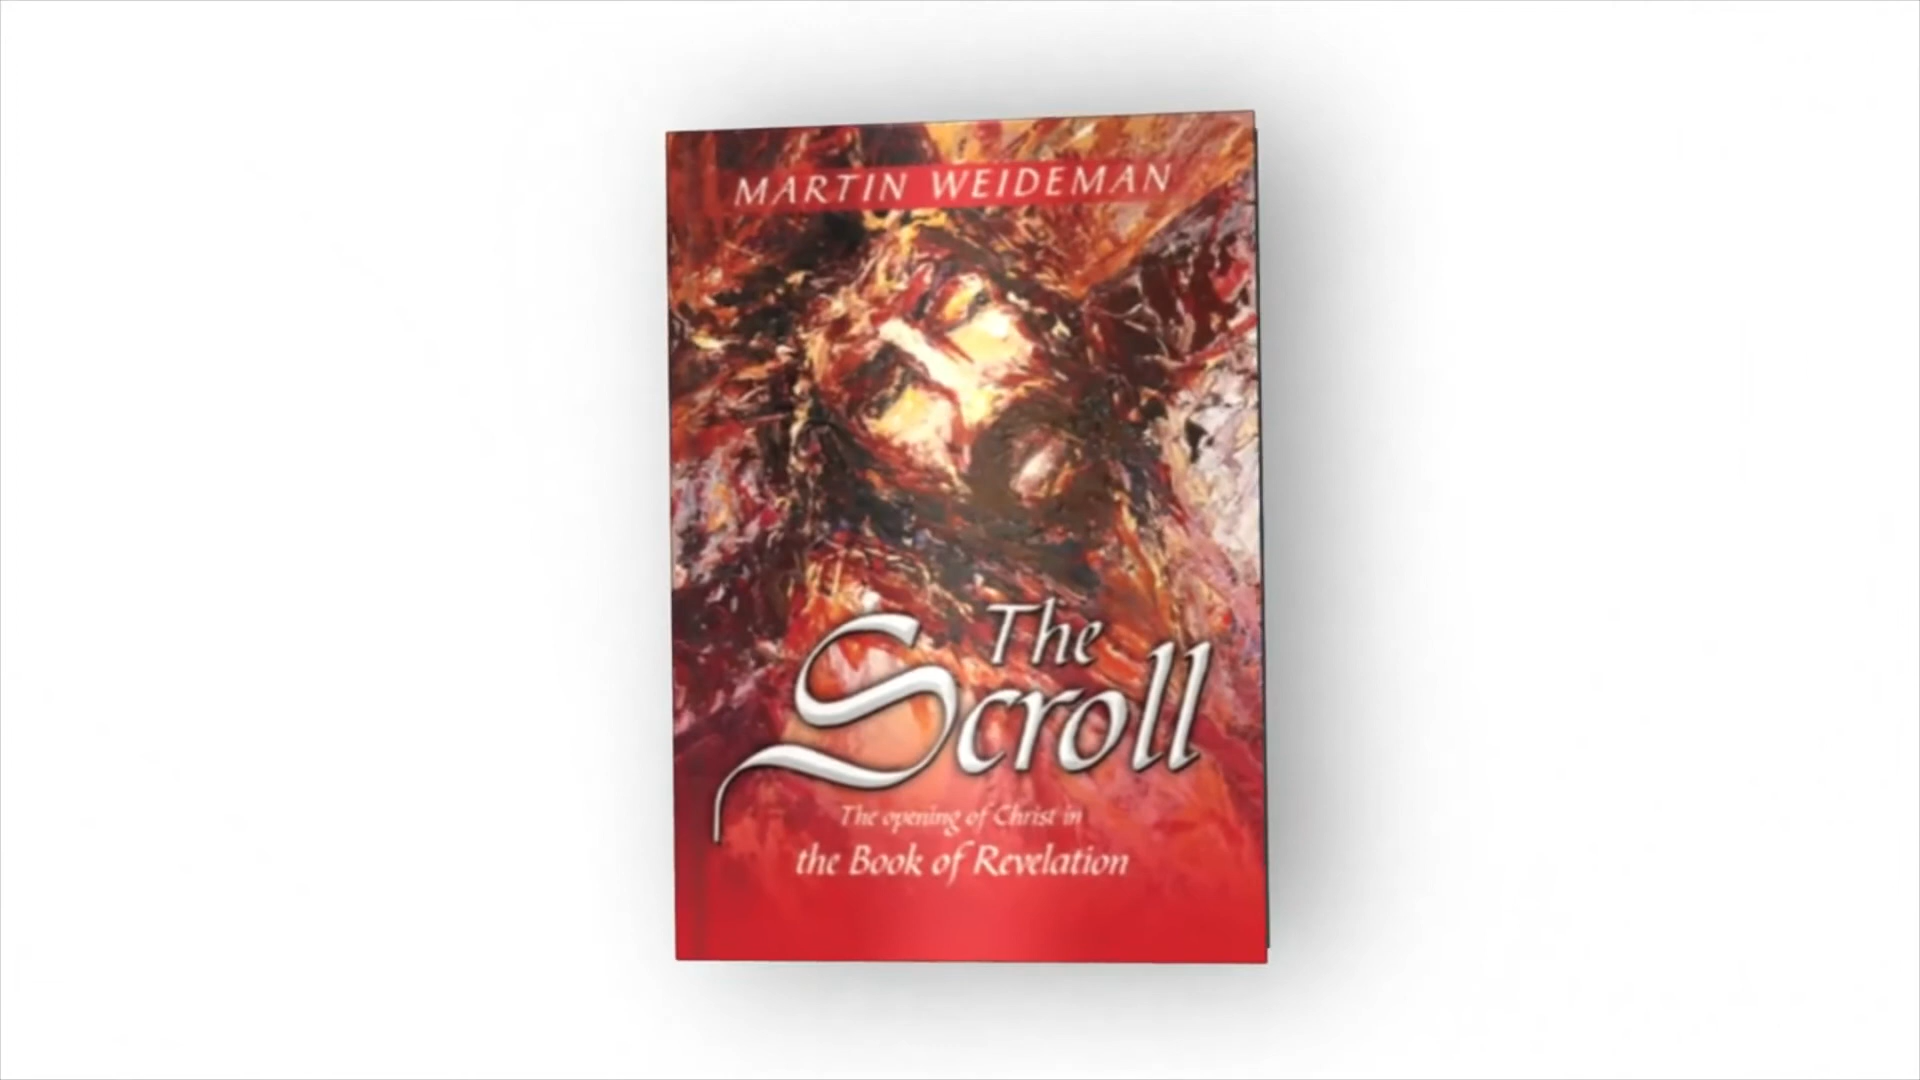 MARTIN WEIDEMAN
The
Scroll
The opening of Christ in
the Book of Revelation